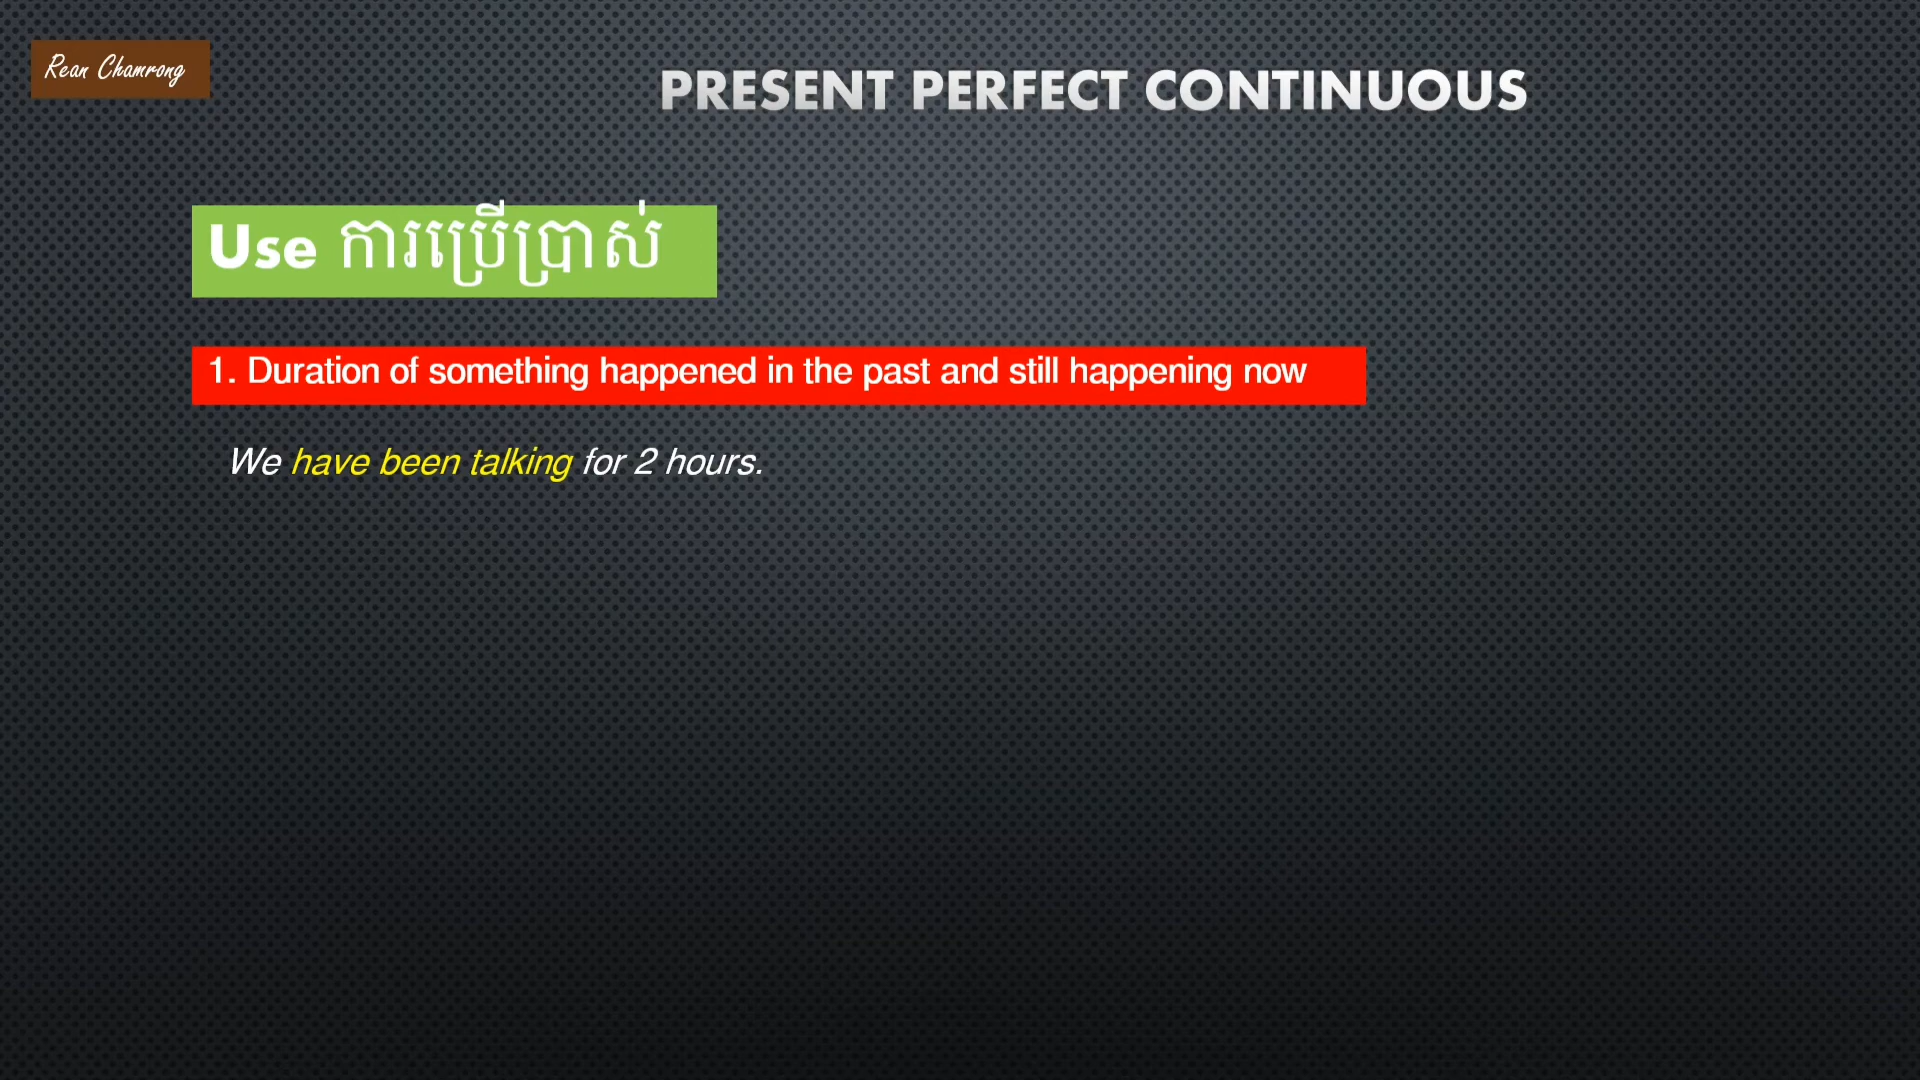 Rean Chamrong
PRESENT PERFECT CONTINUOUS
Use ការប្រើប្រាស់
1. Duration of something happened in the past and still happening now
We have been talking for 2 hours.